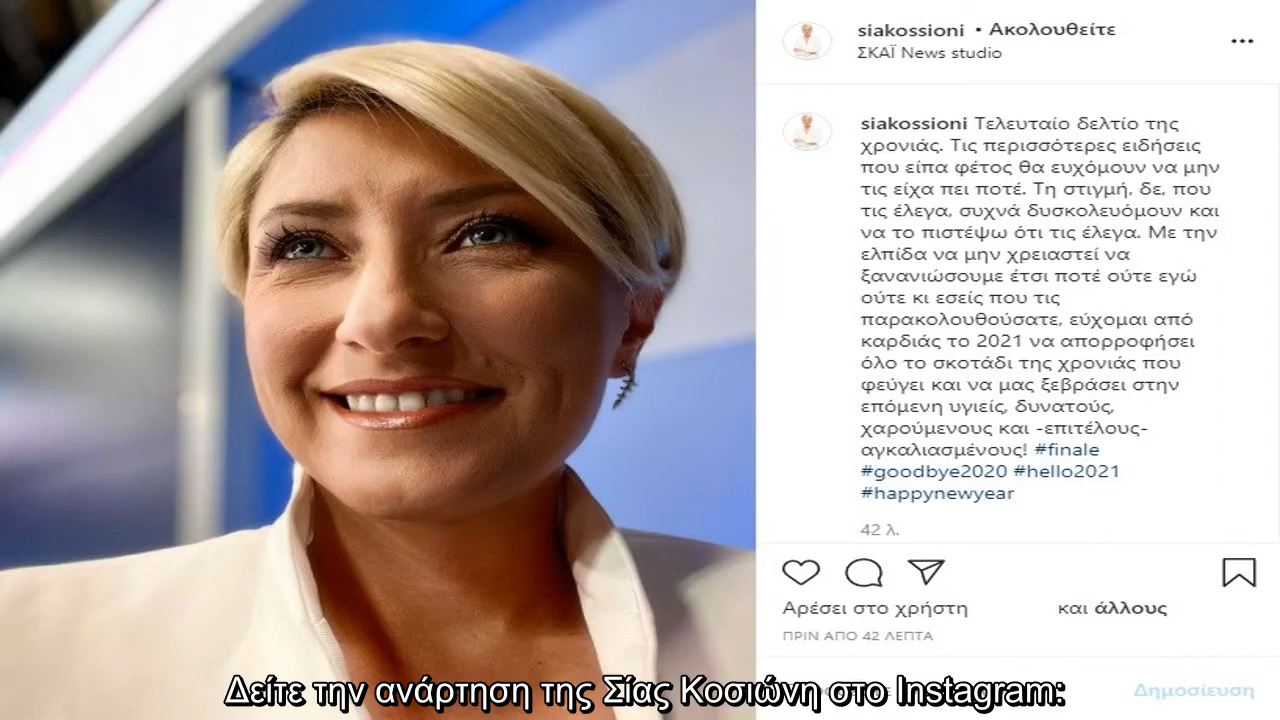 siakossioni • Ακολουθείτε
ΣΚΑΪ News studio
siakossioni Τελευταίο δελτίο της
χρονιάς. Τις περισσότερες ειδήσεις
που είπα φέτος θα ευχόμουν να μην
τις είχα πει ποτέ. Τη στιγμή, δε, που
τις έλεγα, συχνά δυσκολευόμουν και
να το πιστέψω ότι τις έλεγα. Με την
ελπίδα να μην χρειαστεί να
ξανανιώσουμε έτσι ποτέ ούτε εγώ
ούτε κι εσείς που τις
παρακολουθούσατε, εύχομαι από
καρδιάς το 2021 να απορροφήσει
όλο το σκοτάδι της χρονιάς που
φεύγει και να μας ξεβράσει στην
επόμενη υγιείς, δυνατούς,
χαρούμενους και -επιτέλους-
αγκαλιασμένους! #finale
#goodbye2020 #hello2021
#happynewyear
42 λ.
Αρέσει στο χρήστη και άλλους
ΠΡΙΝ ΑΠΟ 42 ΛΕΠΤΑ
Δημοσίευση
Δείτε την ανάρτηση της Σίας Κοσιώνη στο Instagram: